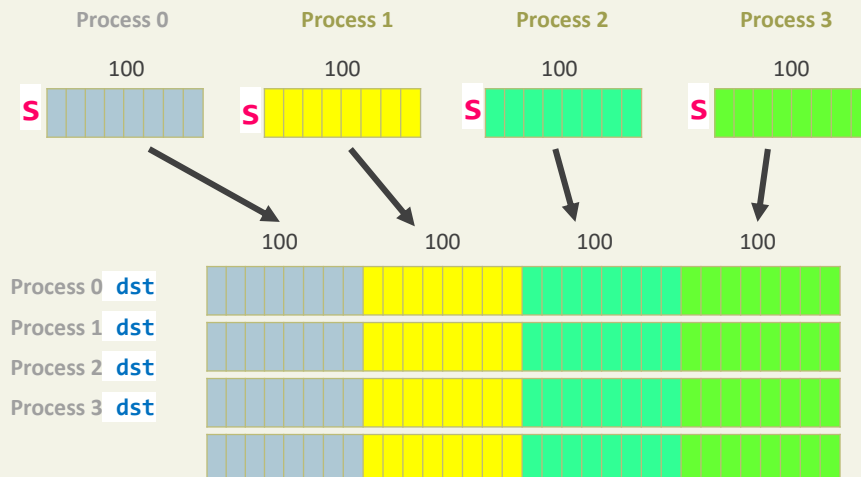 Process 0 Process 1 Process 2 Process 3
100 100 100 100
S S S S
100 100 100 100
Process 0 dst
Process 1 dst
Process 2 dst
Process 3 dst